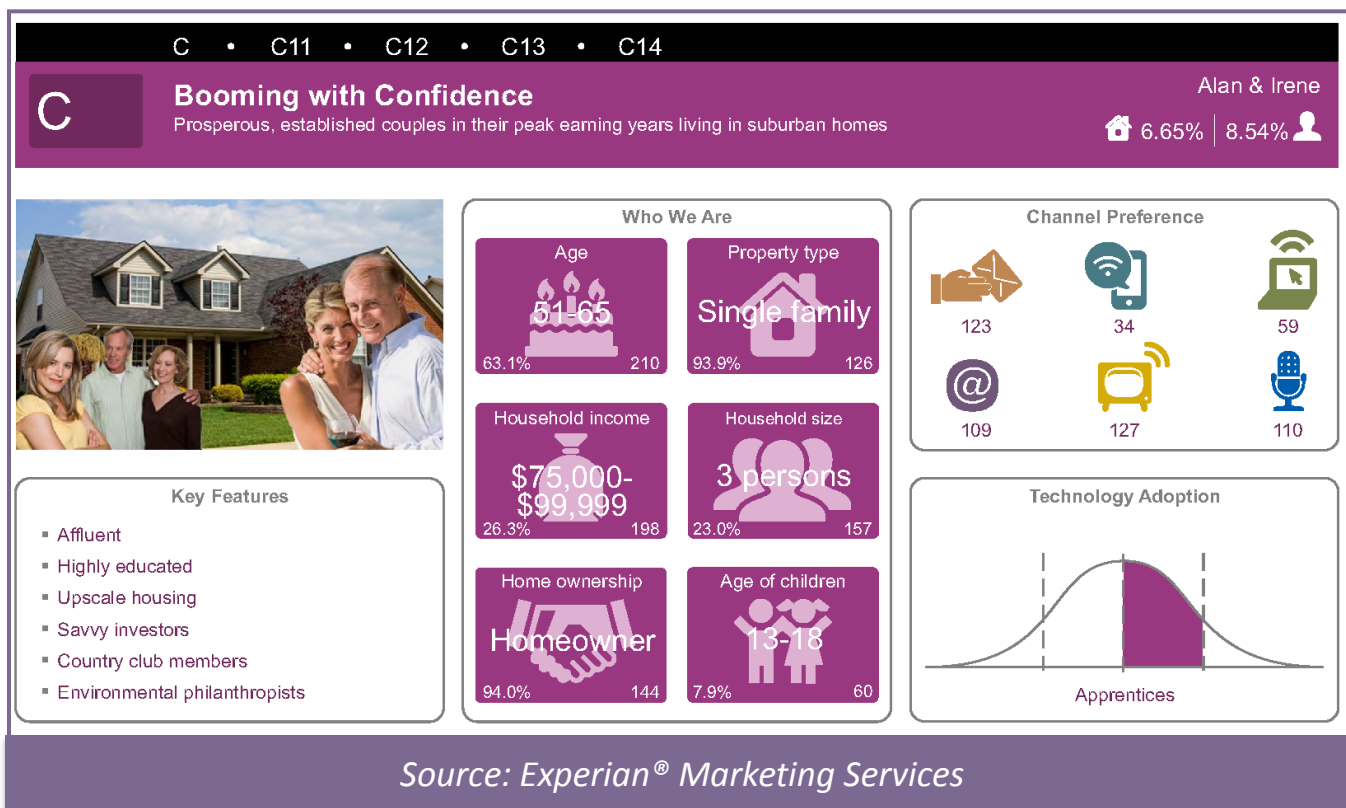 C • C11 • C12 • C13 • C14
C
Booming with Confidence
Prosperous, established couples in their peak earning years living in suburban homes
Alan & Irene
6.65% | 8.54%
Key Features
▪ Affluent
▪ Highly educated
▪ Upscale housing
▪ Savvy investors
▪ Country club members
▪ Environmental philanthropists
Who We Are
Age
51-65
63.1% 210
Property type
Single family
93.9% 126
Household income
$75,000-
$99,999
26.3% 198
Household size
3 persons
23.0% 157
Home ownership
Homeowner
94.0% 144
Age of children
13-18
7.9% 60
Channel Preference
123 34 59
@
109 127 110
Technology Adoption
Apprentices
Source: Experian® Marketing Services